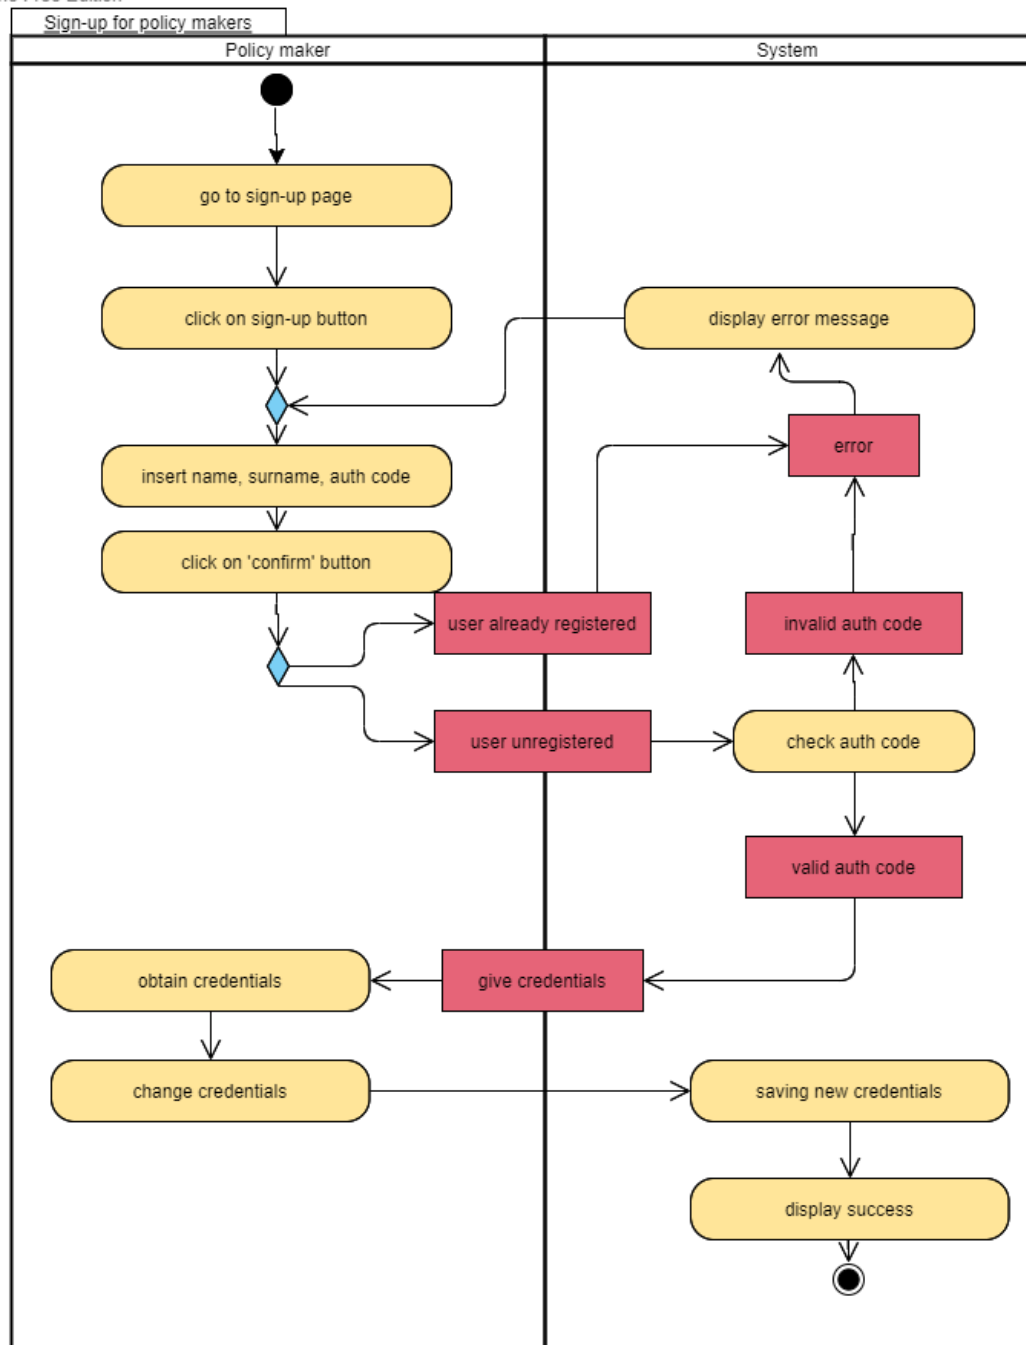 Sign-up for policy makers
Policy maker
System
go to sign-up page
click on sign-up button
display error message
error
insert name, surname, auth code
click on 'confirm' button
user already registered
invalid auth code
user unregistered
check auth code
valid auth code
obtain credentials
give credentials
change credentials
saving new credentials
display success